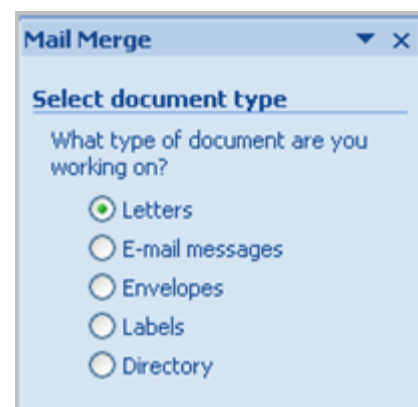 Mail Merge
Select document type
What type of document are you
working on?
Letters
E-mail messages
Envelopes
Labels
Directory